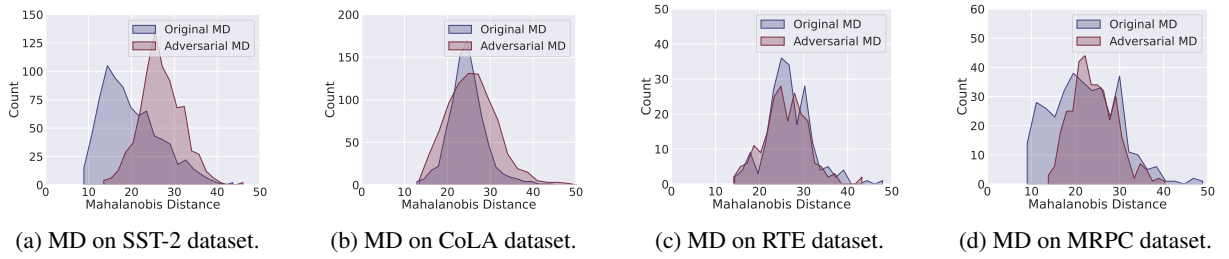 150
125
100
75
50
25
0
Count
0 10 20 30 40 50
Mahalanobis Distance
Original MD
Adversarial MD
(a) MD on SST-2 dataset.
200
150
100
50
0
Count
0 10 20 30 40 50
Mahalanobis Distance
Original MD
Adversarial MD
(b) MD on CoLA dataset.
50
40
30
20
10
0
Count
0 10 20 30 40 50
Mahalanobis Distance
Original MD
Adversarial MD
(c) MD on RTE dataset.
60
50
40
30
20
10
0
Count
0 10 20 30 40 50
Mahalanobis Distance
Original MD
Adversarial MD
(d) MD on MRPC dataset.